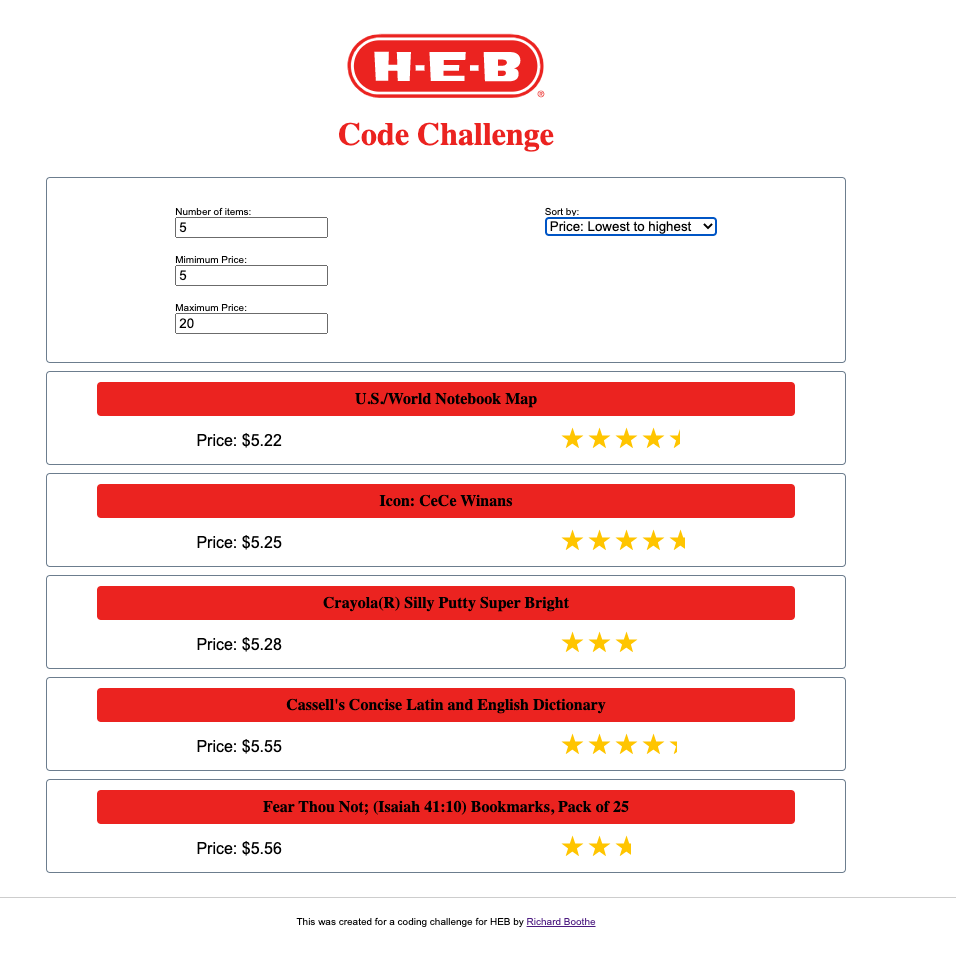 H-E-B
®
Code Challenge
Number of items:
5
Sort by:
Price: Lowest to highest
Mimimum Price:
5
Maximum Price:
20
U.S./World Notebook Map
Price: $5.22
Icon: CeCe Winans
Price: $5.25
Crayola(R) Silly Putty Super Bright
Price: $5.28
Cassell's Concise Latin and English Dictionary
Price: $5.55
Fear Thou Not; (Isaiah 41:10) Bookmarks, Pack of 25
Price: $5.56
This was created for a coding challenge for HEB by Richard Boothe